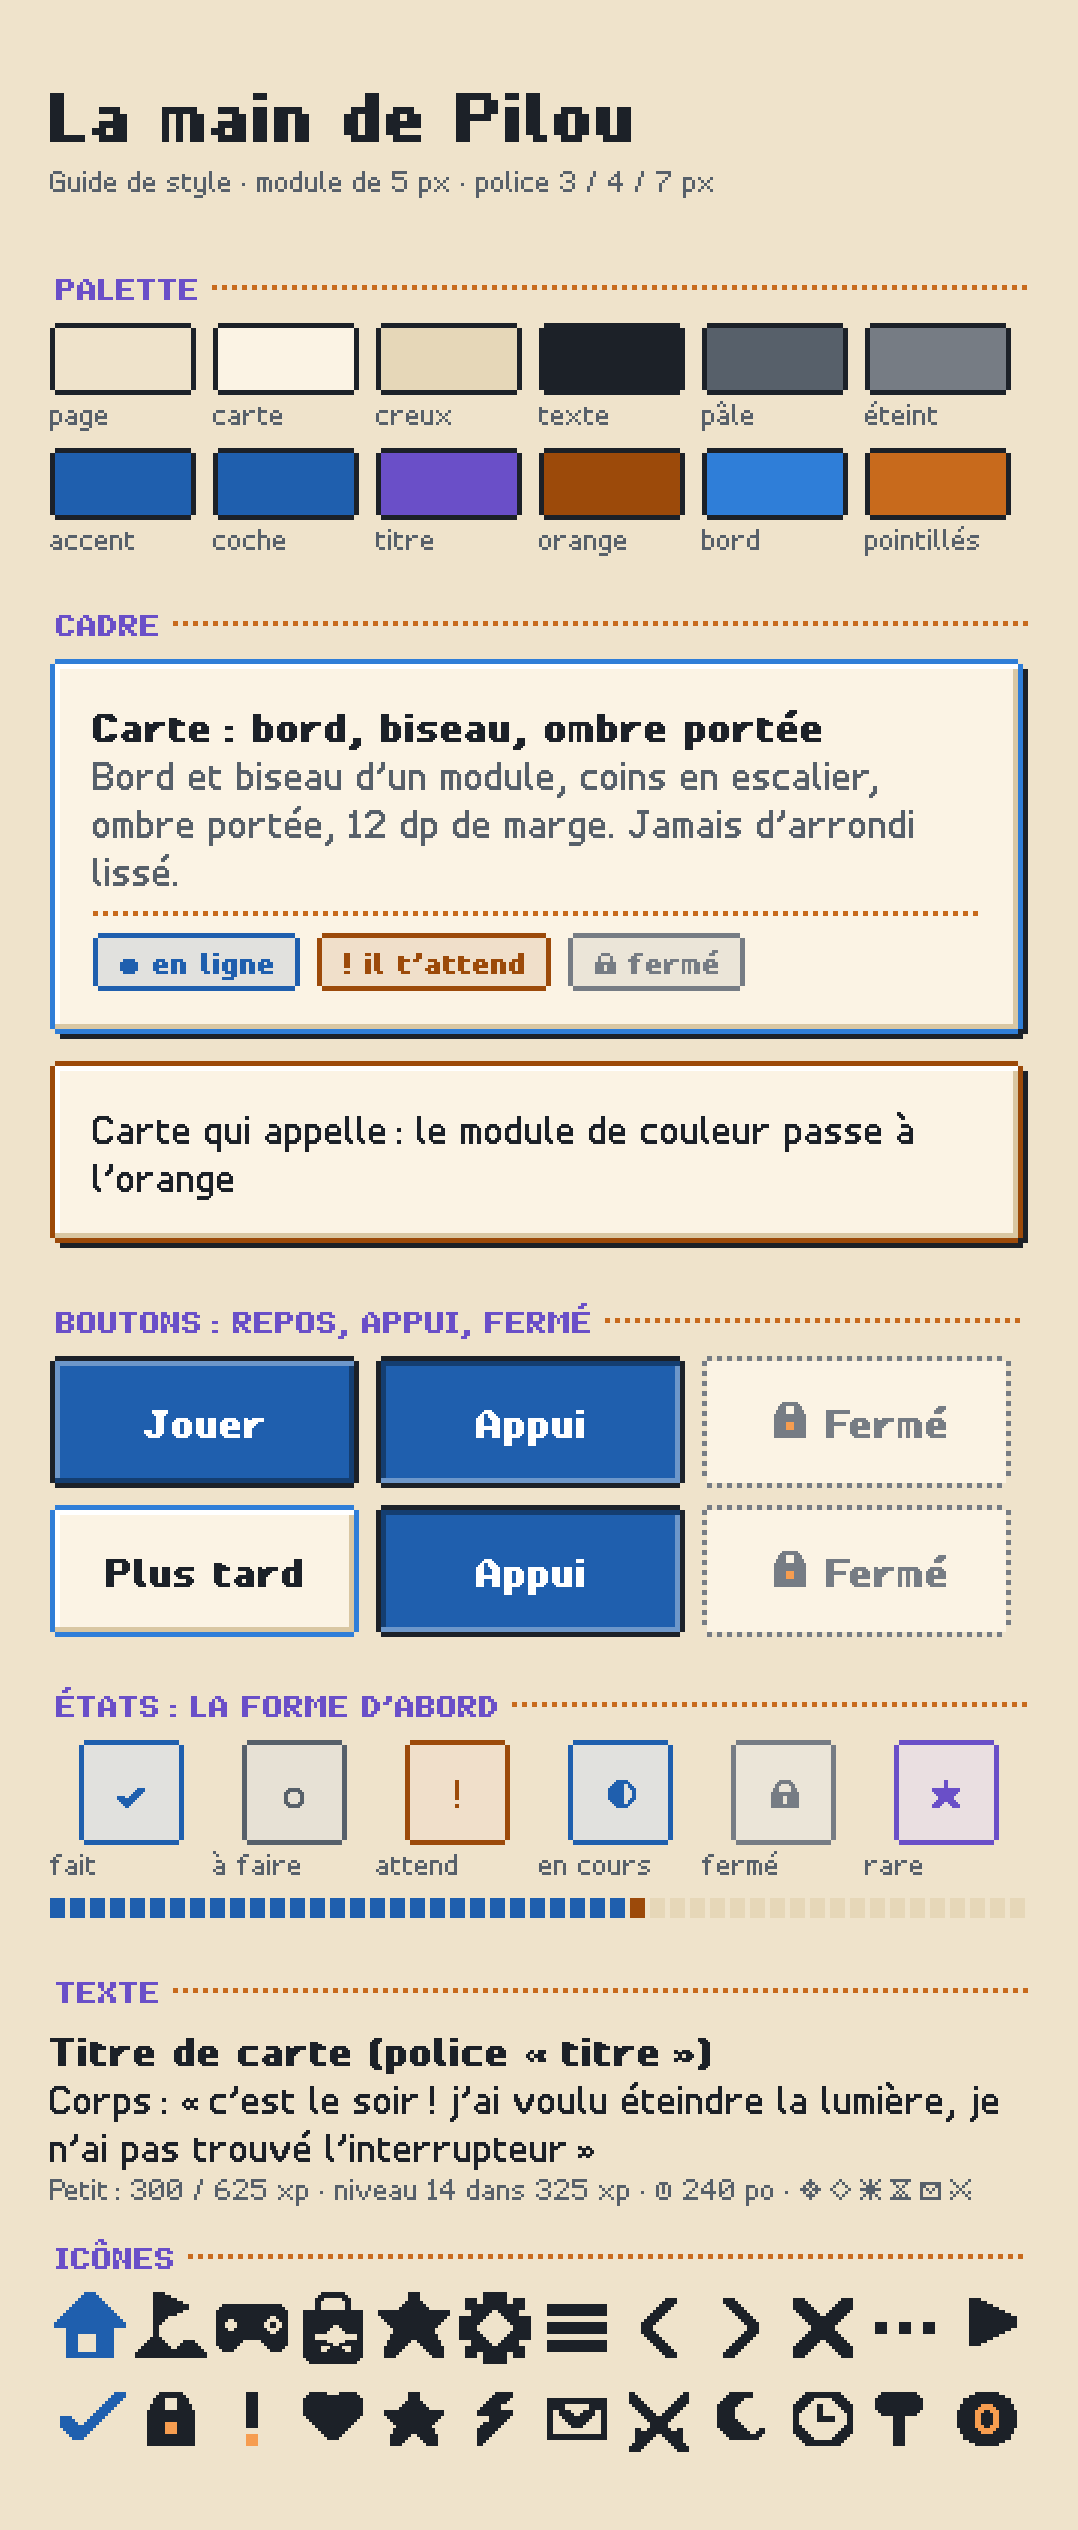 La main de Pilou
Guide de style · module de 5 px · police 3 / 4 / 7 px
PALETTE
page carte creux texte pâle éteint
accent coche titre orange bord pointillés
CADRE
Carte : bord, biseau, ombre portée
Bord et biseau d’un module, coins en escalier,
ombre portée, 12 dp de marge. Jamais d’arrondi
lissé.
● en ligne ! il t’attend fermé
Carte qui appelle : le module de couleur passe à
l’orange
BOUTONS : REPOS, APPUI, FERMÉ
Jouer Appui Fermé
Plus tard Appui Fermé
ÉTATS : LA FORME D’ABORD
!
fait à faire attend en cours fermé rare
TEXTE
Titre de carte (police « titre »)
Corps : « c’est le soir ! j’ai voulu éteindre la lumière, je
n’ai pas trouvé l’interrupteur »
Petit : 300 / 625 xp · niveau 14 dans 325 xp · 240 po ·
ICÔNES